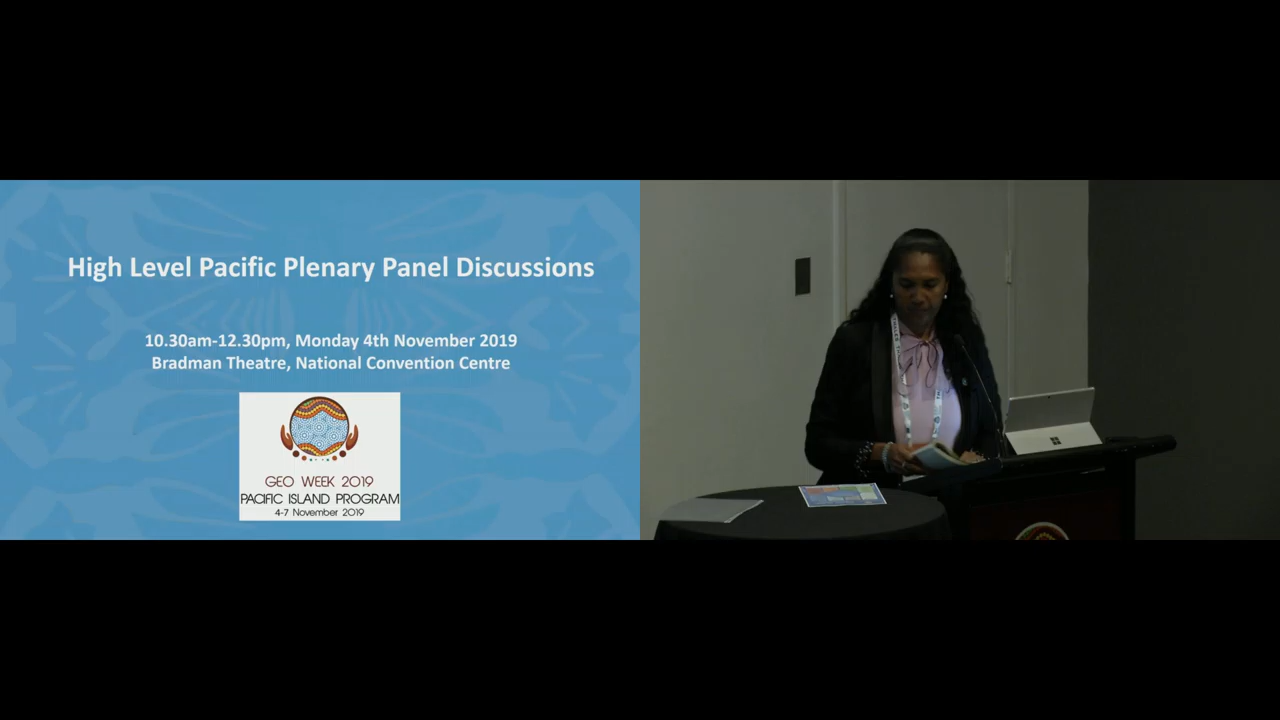 High Level Pacific Plenary Panel Discussions
10.30am-12.30pm, Monday 4th November 2019
Bradman Theatre, National Convention Centre
GEO WEEK 2019
PACIFIC ISLAND PROGRAM
4-7 November 2019